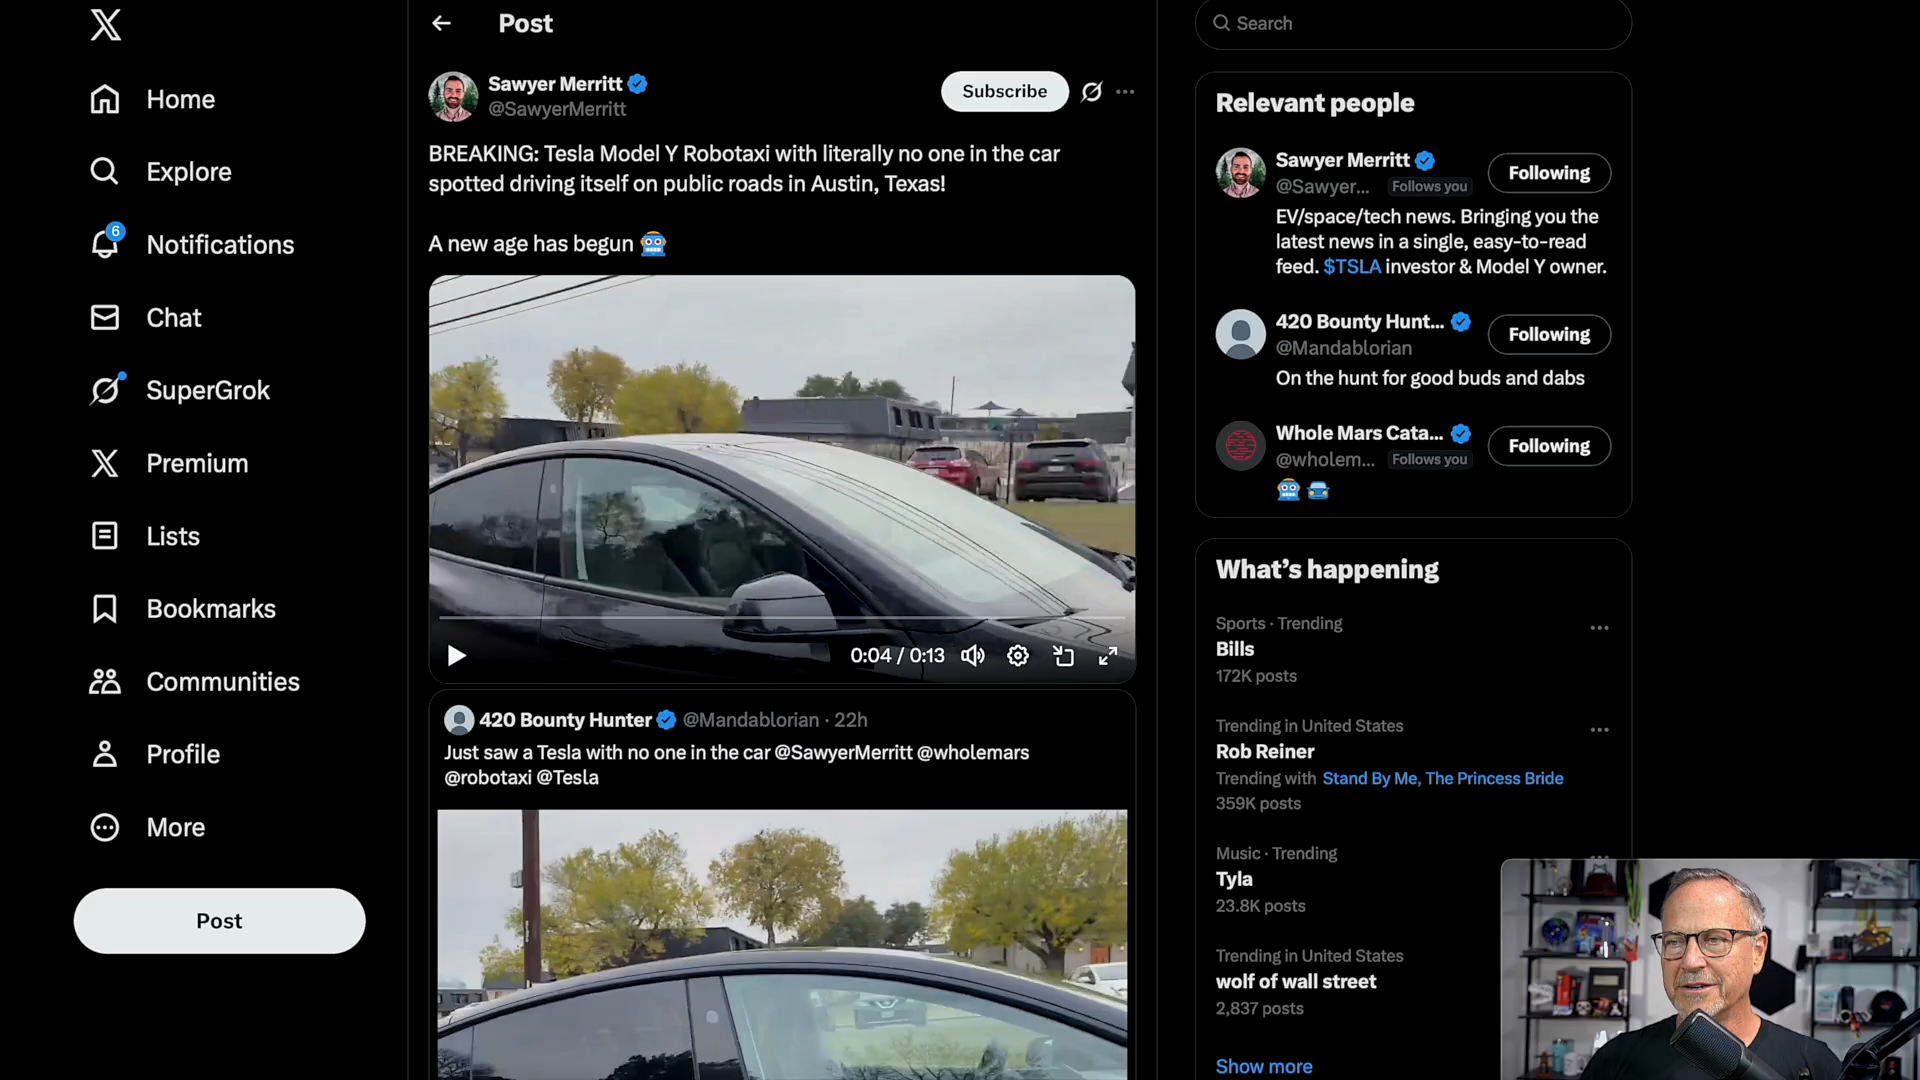 Home
Explore
6
Notifications
Chat
SuperGrok
Premium
Lists
Bookmarks
Communities
Profile
More
Post
Post
Sawyer Merritt
@SawyerMerritt
Subscribe
BREAKING: Tesla Model Y Robotaxi with literally no one in the car
spotted driving itself on public roads in Austin, Texas!
A new age has begun 🤖
0:04 / 0:13
420 Bounty Hunter @Mandablorian · 22h
Just saw a Tesla with no one in the car @SawyerMerritt @wholemars
@robotaxi @Tesla
Search
Relevant people
Sawyer Merritt
@Sawyer... Follows you
Following
EV/space/tech news. Bringing you the
latest news in a single, easy-to-read
feed. $TSLA investor & Model Y owner.
420 Bounty Hunt...
@Mandablorian
Following
On the hunt for good buds and dabs
Whole Mars Cata...
@wholem... Follows you
Following
🤖 🚙
What's happening
Sports · Trending
Bills
172K posts
Trending in United States
Rob Reiner
Trending with Stand By Me, The Princess Bride
359K posts
Music · Trending
Tyla
23.8K posts
Trending in United States
wolf of wall street
2,837 posts
Show more